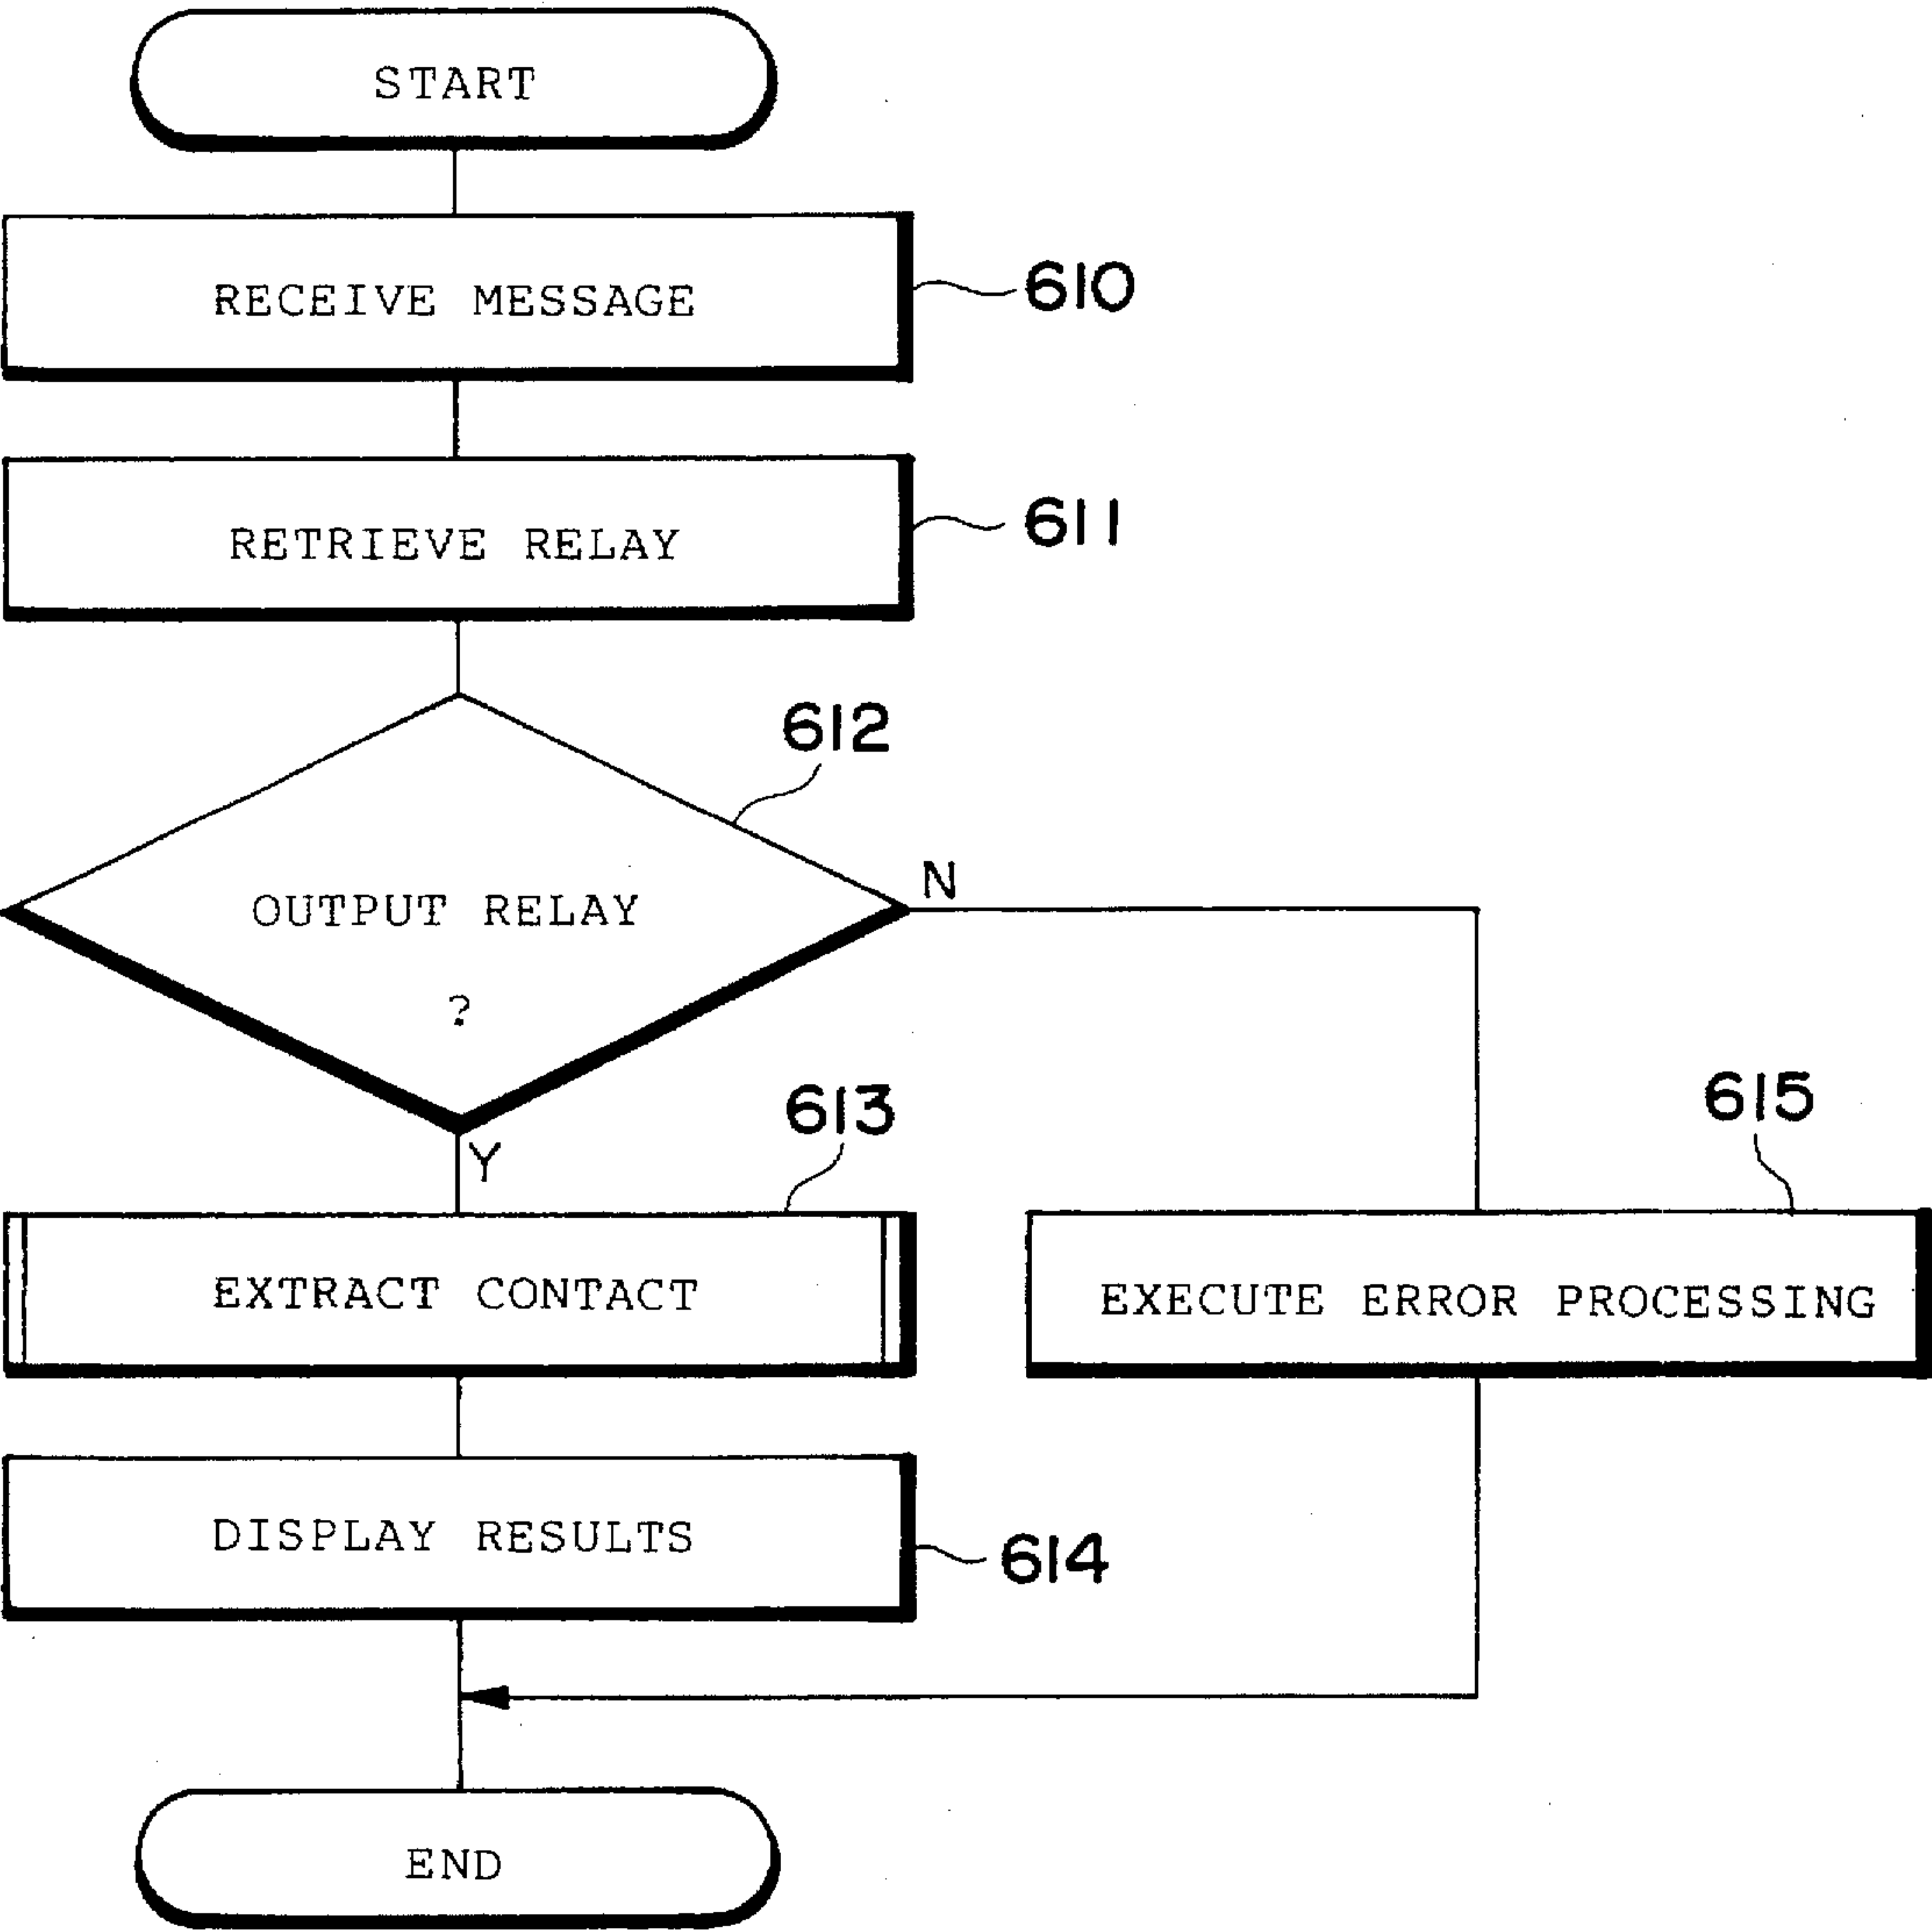 START
RECEIVE MESSAGE
610
RETRIEVE RELAY
611
612
OUTPUT RELAY
?
N
Y
613
615
EXTRACT CONTACT
EXECUTE ERROR PROCESSING
DISPLAY RESULTS
614
END